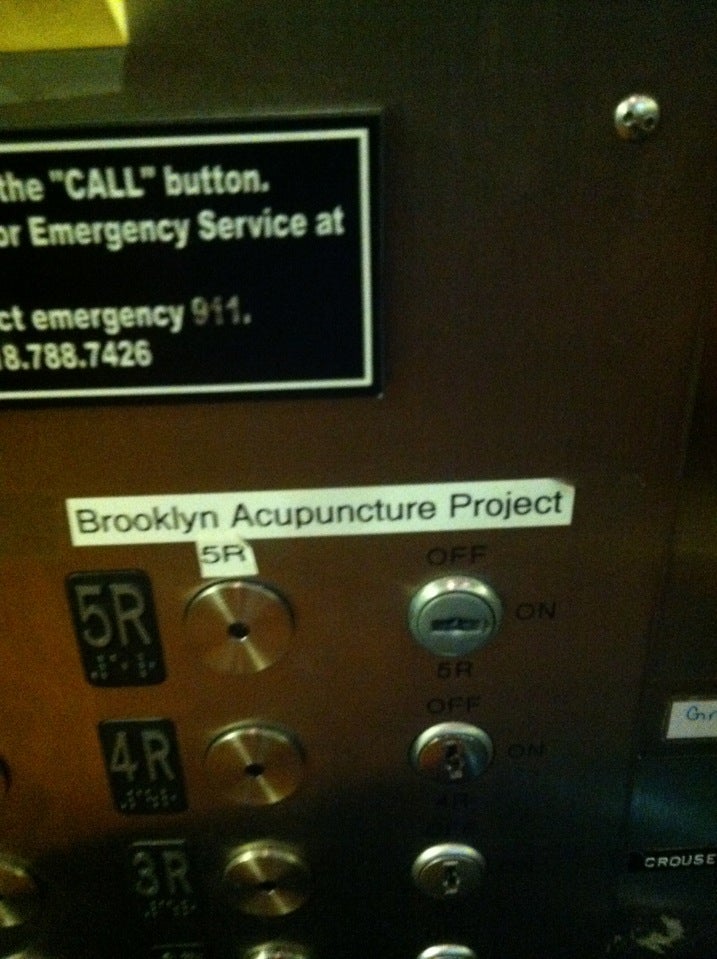 the "CALL" button.
or Emergency Service at
ct emergency 911.
8.788.7426
Brooklyn Acupuncture Project
5R
OFF
5R
ON
5R
OFF
4R
ON
4R
3R
CROUSE